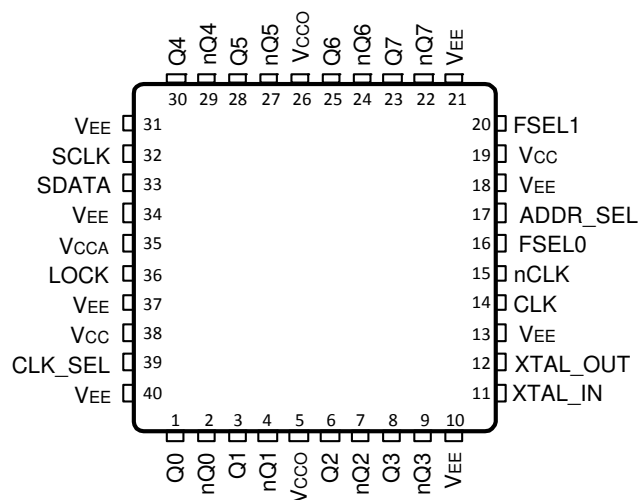 Q4 nQ4 Q5 nQ5 VCCO Q6 nQ6 Q7 nQ7 VEE
30 29 28 27 26 25 24 23 22 21
VEE 31 20 FSEL1
SCLK 32 19 VCC
SDATA 33 18 VEE
VEE 34 17 ADDR_SEL
VCCA 35 16 FSEL0
LOCK 36 15 nCLK
VEE 37 14 CLK
VCC 38 13 VEE
CLK_SEL 39 12 XTAL_OUT
VEE 40 11 XTAL_IN
1 2 3 4 5 6 7 8 9 10
Q0 nQ0 Q1 nQ1 VCCO Q2 nQ2 Q3 nQ3 VEE